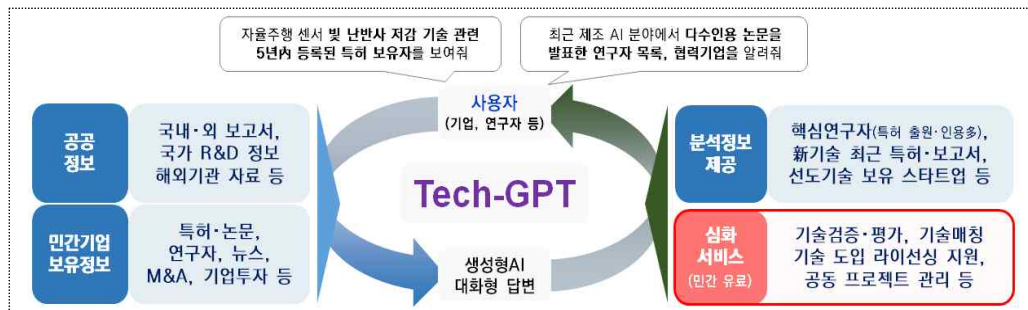 자율주행 센서 빛 난반사 저감 기술 관련
5년內 등록된 특허 보유자를 보여줘
최근 제조 AI 분야에서 다수인용 논문을
발표한 연구자 목록, 협력기업을 알려줘
공공
정보
국내·외 보고서,
국가 R&D 정보
해외기관 자료 등
민간기업
보유정보
특허·논문,
연구자, 뉴스,
M&A, 기업투자 등
사용자
(기업, 연구자 등)
Tech-GPT
생성형AI
대화형 답변
분석정보
제공
핵심연구자(특허 출원·인용多),
新기술 최근 특허·보고서,
선도기술 보유 스타트업 등
심화
서비스
(민간 유료)
기술검증·평가, 기술매칭
기술 도입 라이선싱 지원,
공동 프로젝트 관리 등